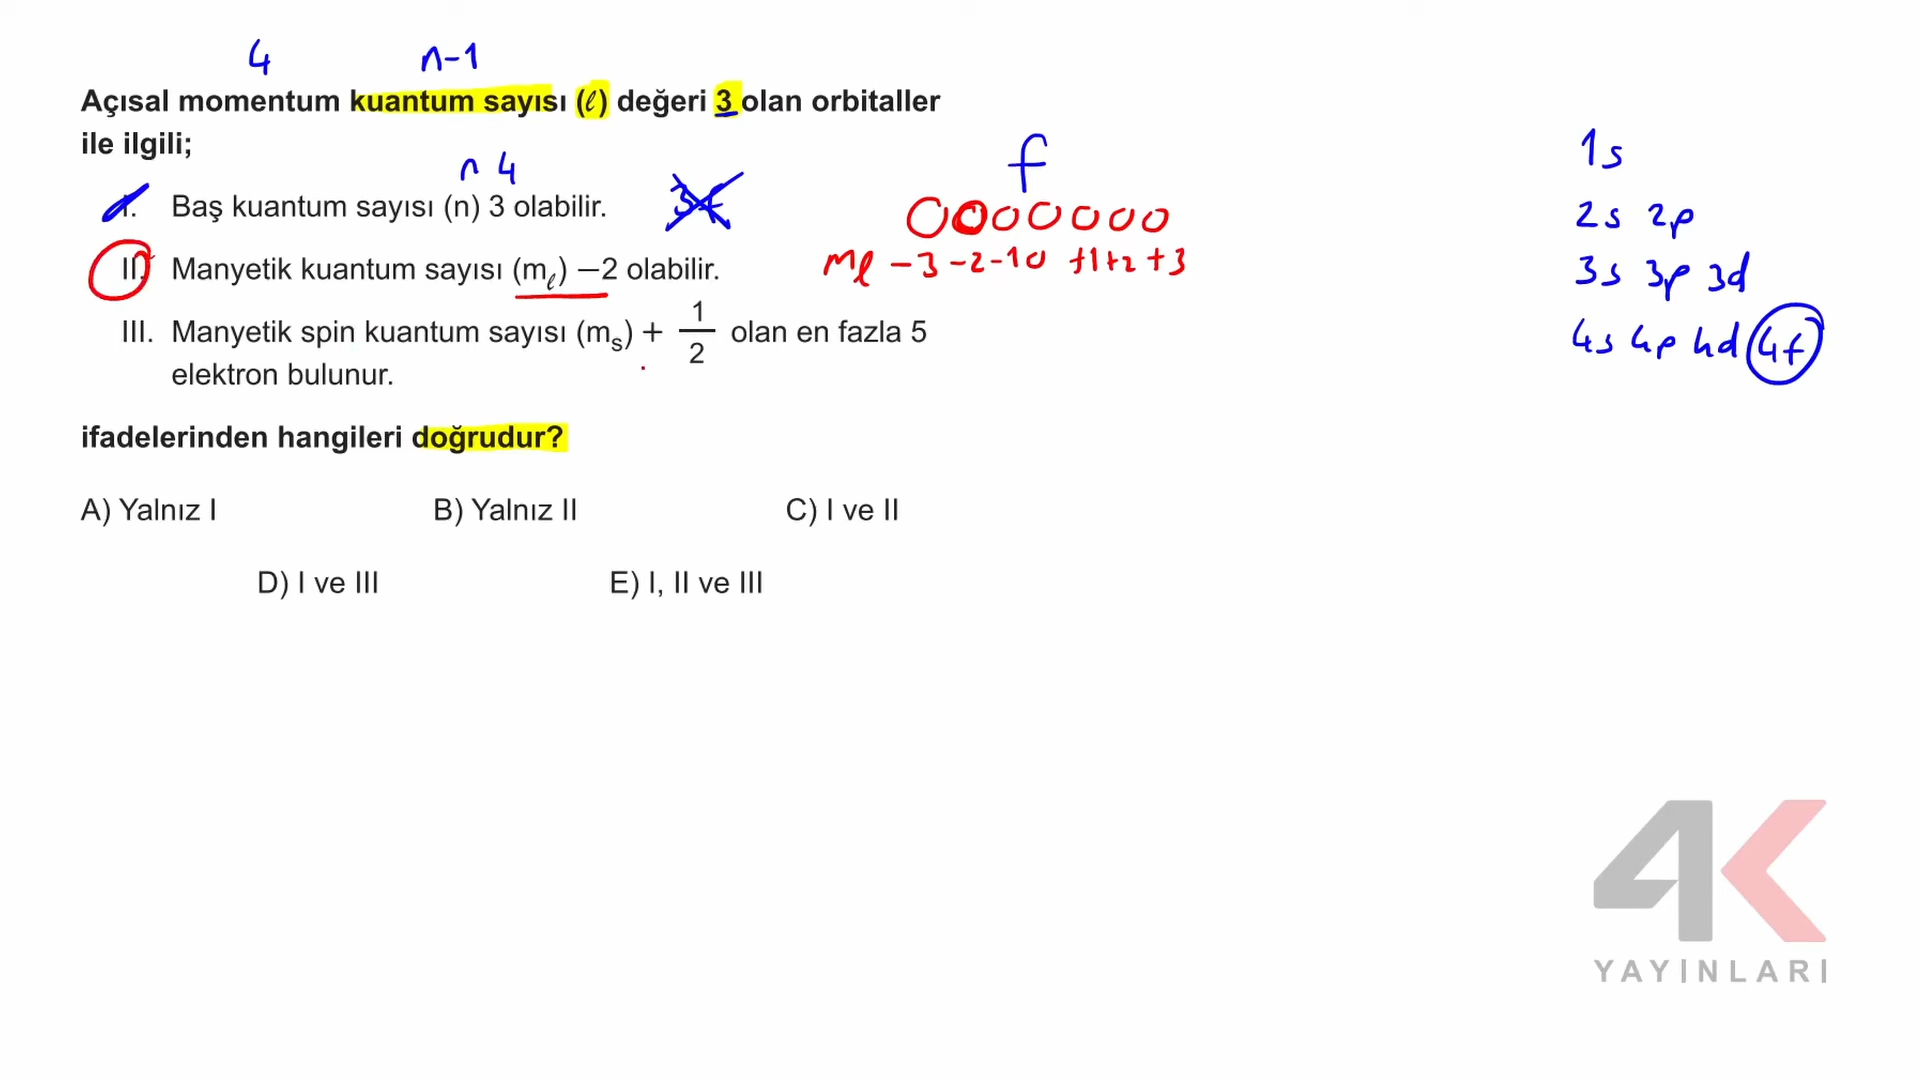 4 n-1
Açısal momentum kuantum sayısı (ℓ) değeri 3 olan orbitaller
ile ilgili;
n 4
I. Baş kuantum sayısı (n) 3 olabilir. 3f
II. Manyetik kuantum sayısı (mℓ) –2 olabilir.
III. Manyetik spin kuantum sayısı (ms) + 1/2 olan en fazla 5
elektron bulunur.
ifadelerinden hangileri doğrudur?
A) Yalnız I B) Yalnız II C) I ve II
D) I ve III E) I, II ve III
f
mℓ -3 -2 -1 0 +1 +2 +3
1s
2s 2p
3s 3p 3d
4s 4p 4d 4f
4K
YAYINLARI